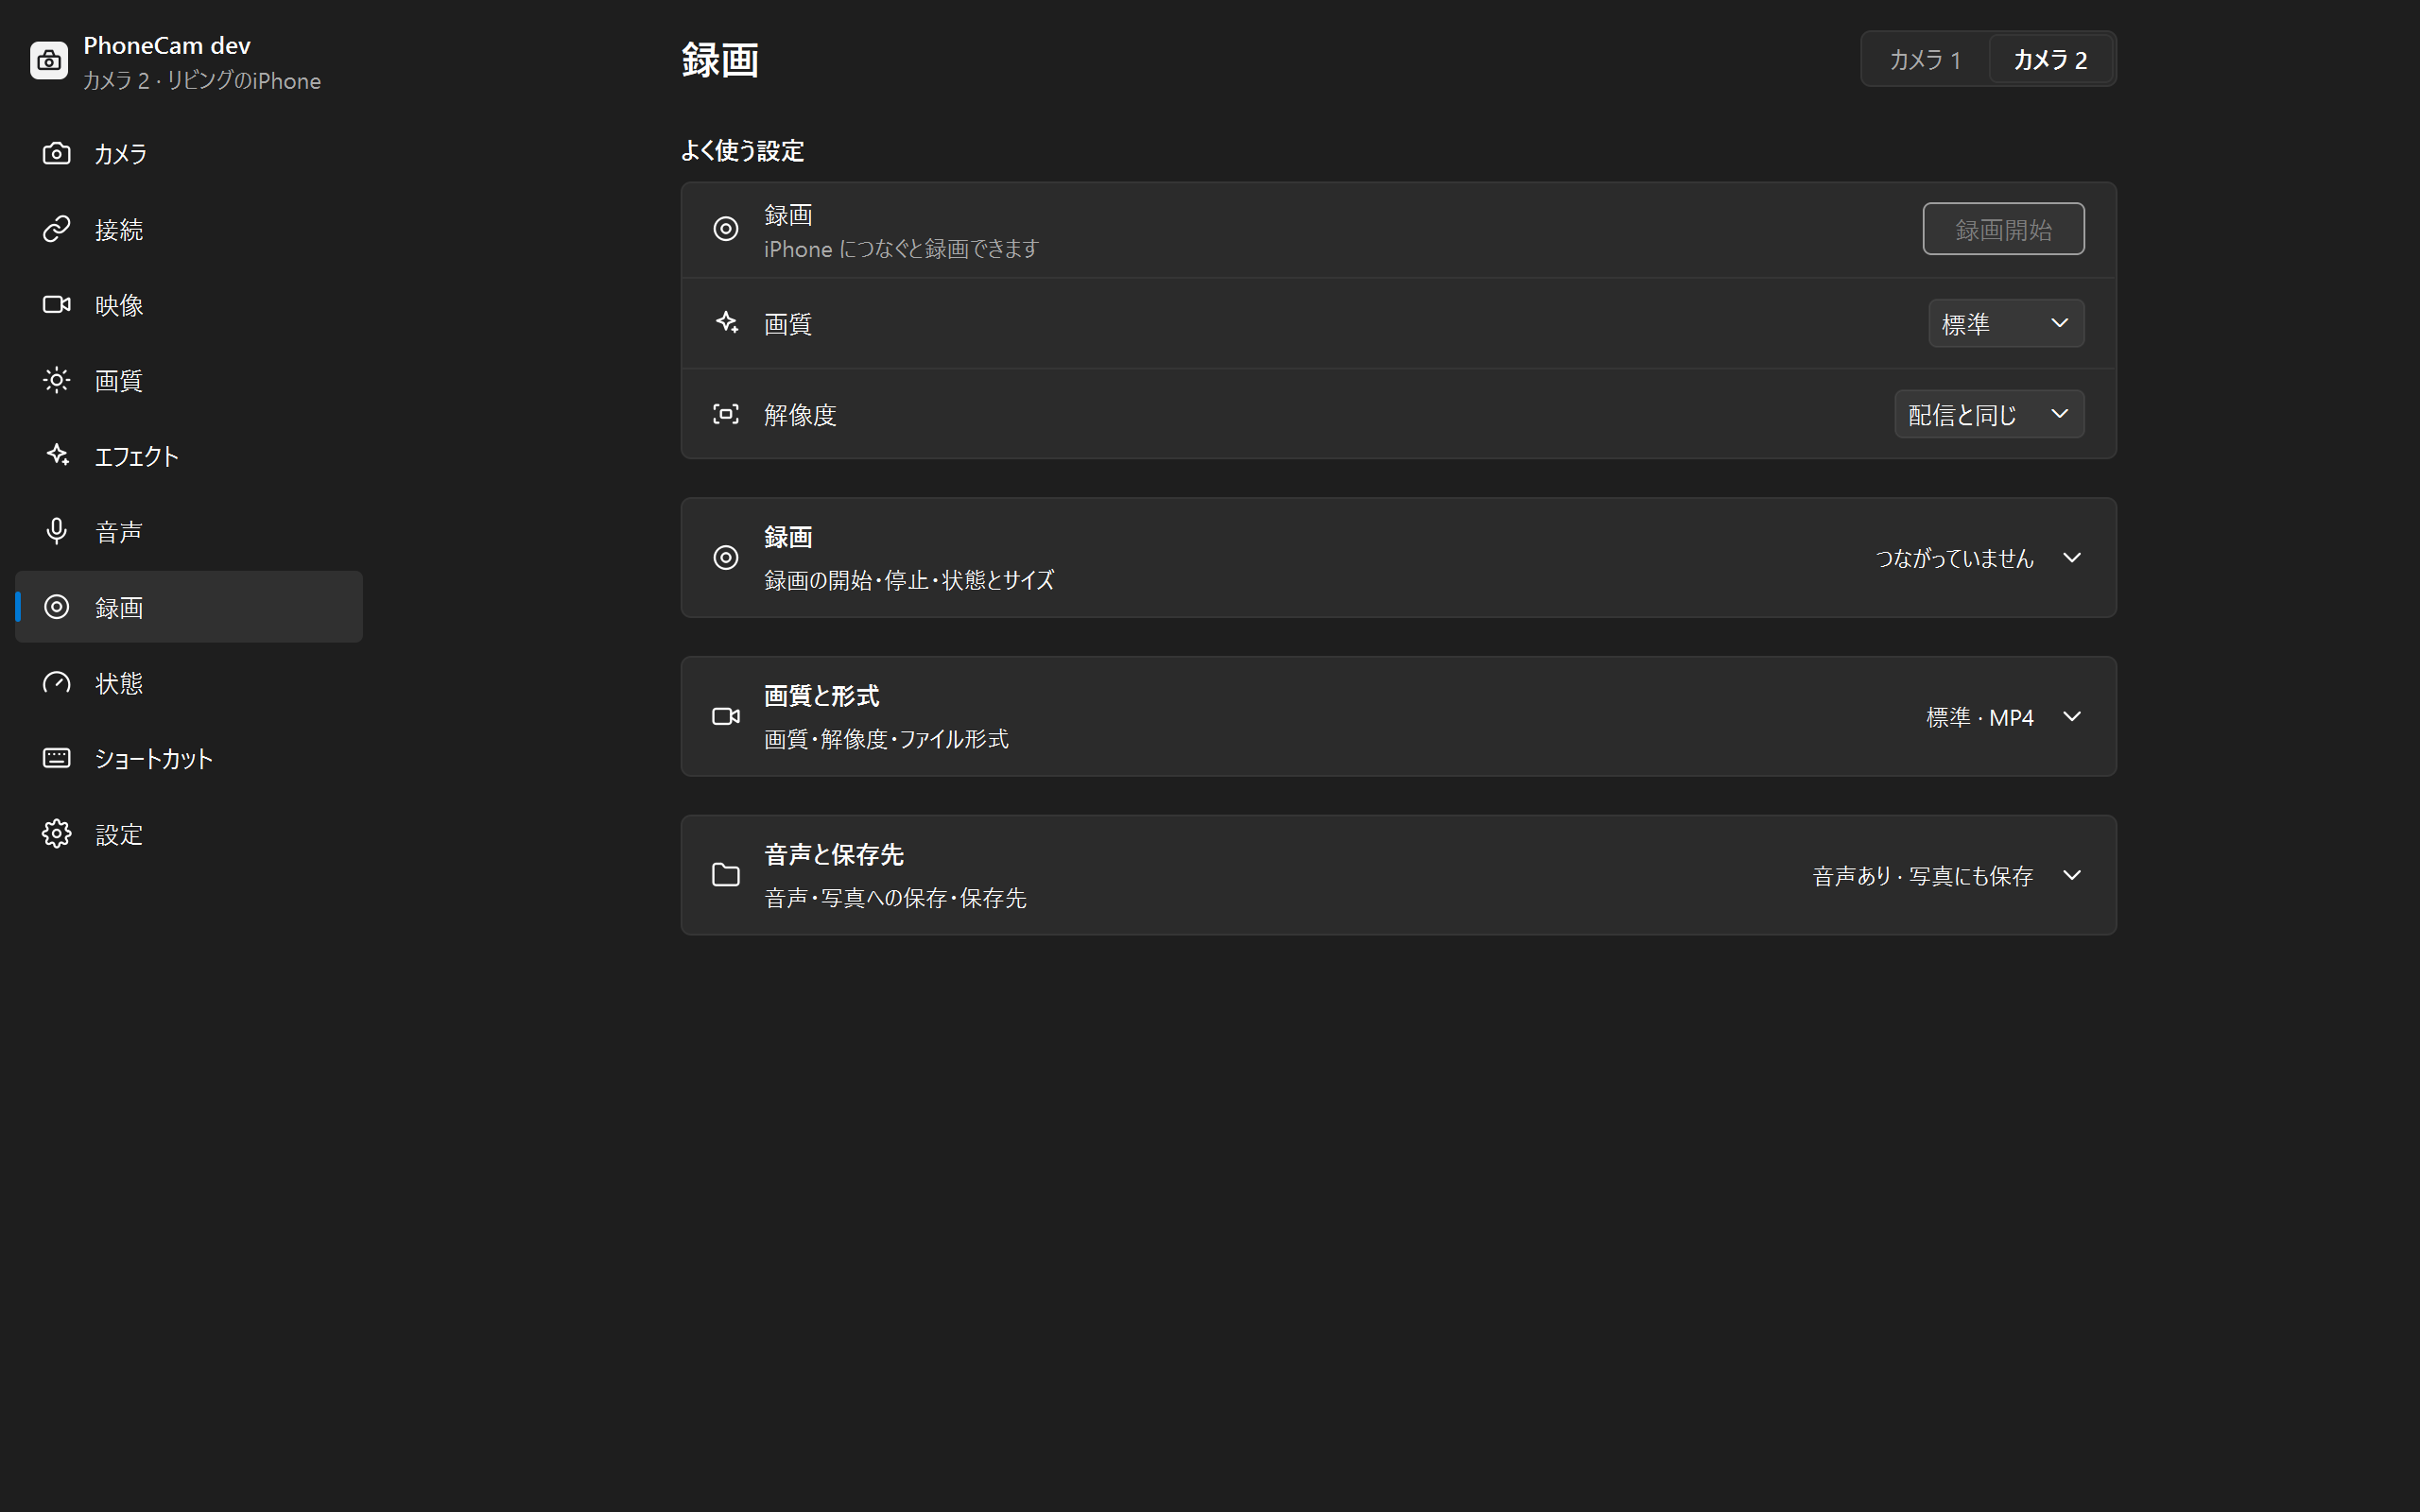 PhoneCam dev
カメラ 2 · リビングのiPhone
カメラ
接続
映像
画質
エフェクト
音声
録画
状態
ショートカット
設定
録画
カメラ 1
カメラ 2
よく使う設定
録画
iPhone につなぐと録画できます
録画開始
画質
標準
解像度
配信と同じ
録画
録画の開始・停止・状態とサイズ
つながっていません
画質と形式
画質・解像度・ファイル形式
標準 · MP4
音声と保存先
音声・写真への保存・保存先
音声あり · 写真にも保存